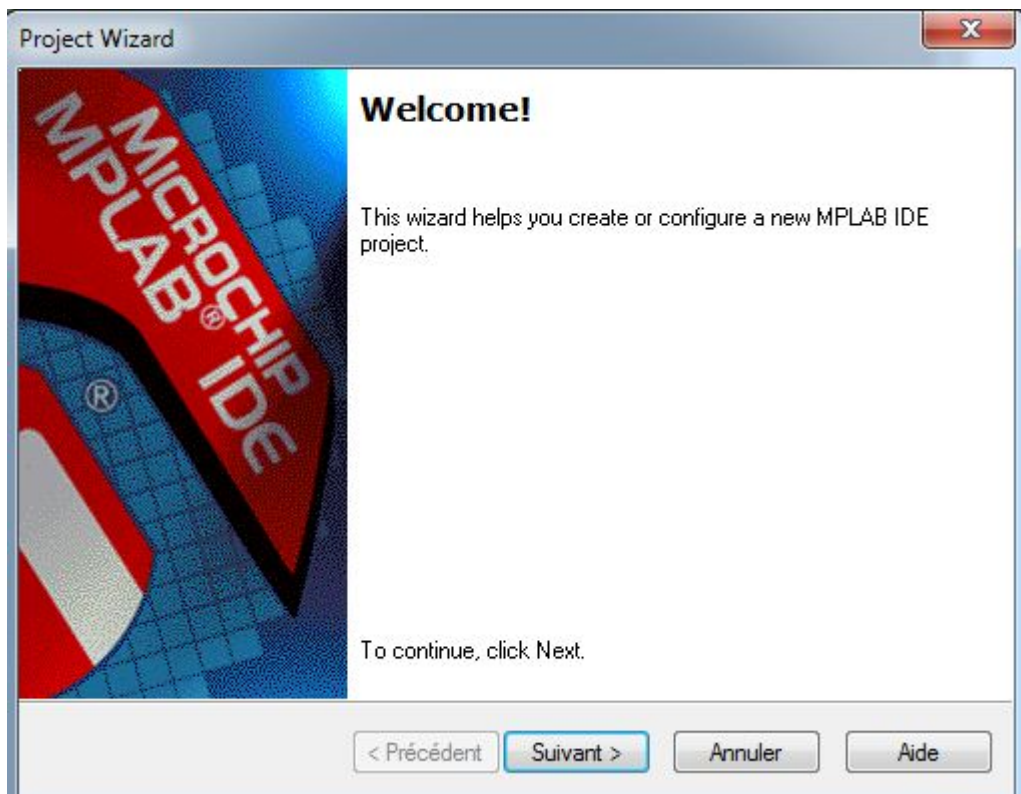 Project Wizard
MICROCHIP
MPLAB® IDE
®
Welcome!
This wizard helps you create or configure a new MPLAB IDE
project.
To continue, click Next.
< Précédent
Suivant >
Annuler
Aide